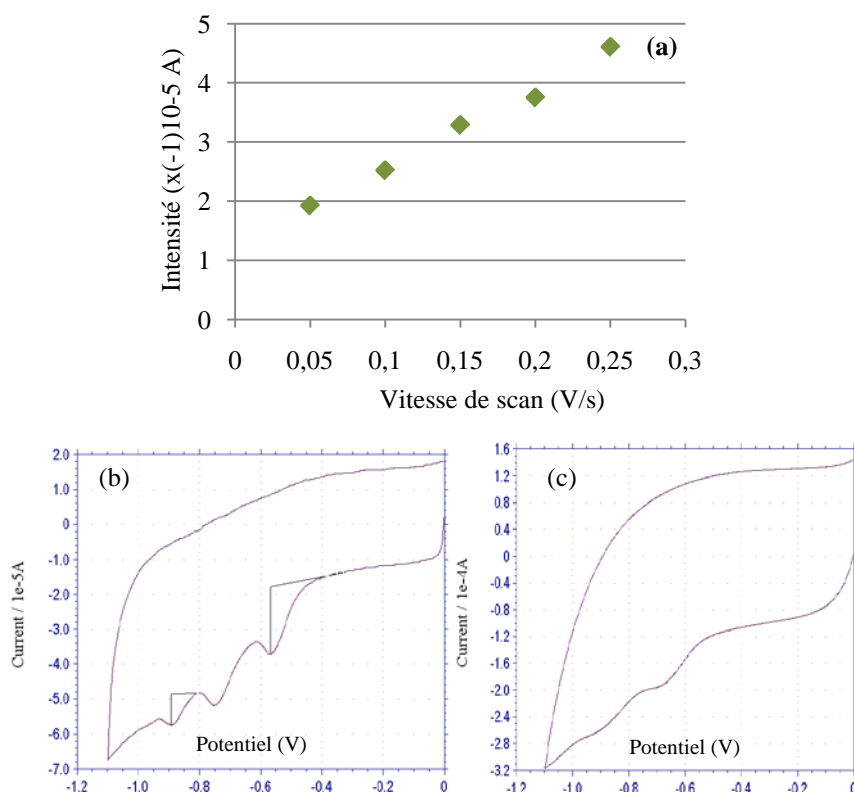 5
(a)
4
3
2
1
0
Intensité (x(-1)10-5 A)
0 0,05 0,1 0,15 0,2 0,25 0,3
Vitesse de scan (V/s)
(b)
2.0
1.0
0
-1.0
-2.0
-3.0
-4.0
-5.0
-6.0
-7.0
Current / 1e-5A
Potentiel (V)
-1.2 -1.0 -0.8 -0.6 -0.4 -0.2 0
(c)
1.6
1.2
0.8
0.4
0
-0.4
-0.8
-1.2
-1.6
-2.0
-2.4
-2.8
-3.2
Current / 1e-4A
Potentiel (V)
-1.2 -1.0 -0.8 -0.6 -0.4 -0.2 0